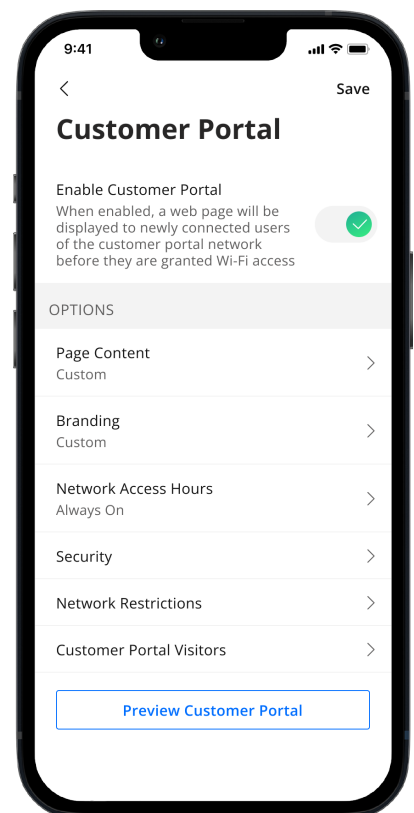 9:41
Save
Customer Portal
Enable Customer Portal
When enabled, a web page will be
displayed to newly connected users
of the customer portal network
before they are granted Wi-Fi access
OPTIONS
Page Content
Custom
Branding
Custom
Network Access Hours
Always On
Security
Network Restrictions
Customer Portal Visitors
Preview Customer Portal